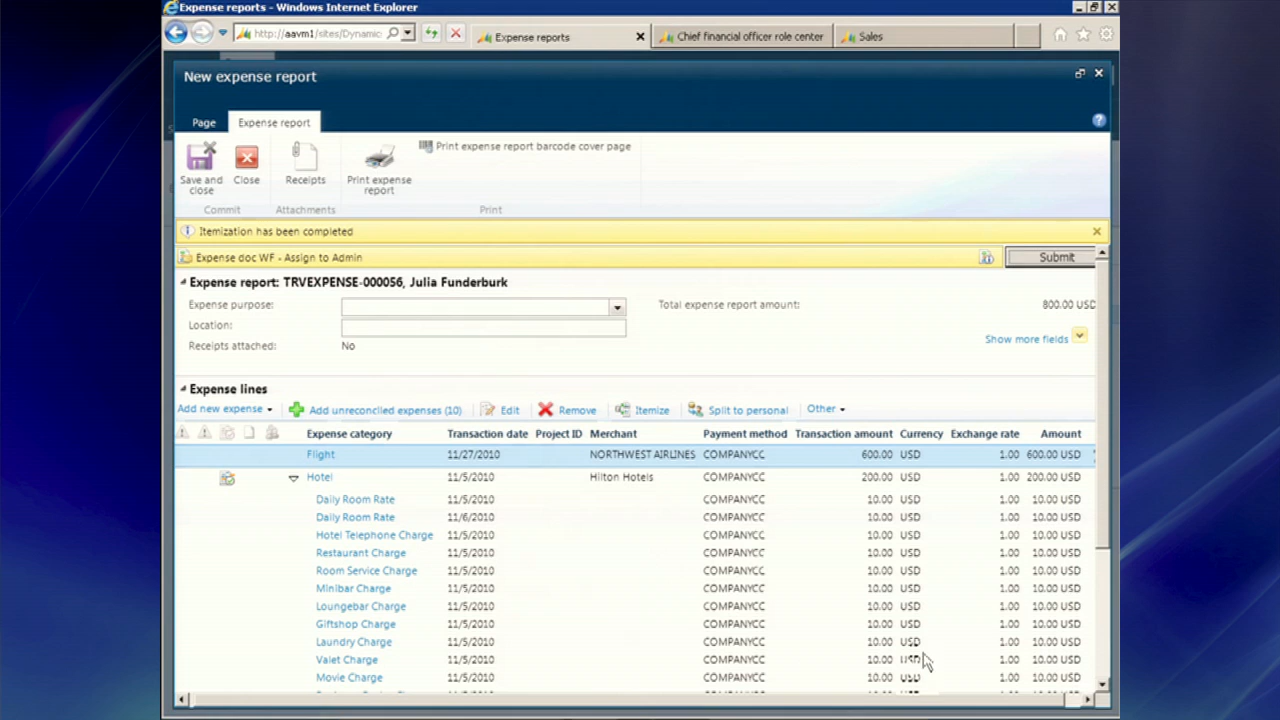 Expense reports - Windows Internet Explorer
http://aavm1/sites/Dynamic
Expense reports
Chief financial officer role center
Sales
New expense report
Page
Expense report
Save and close
Close
Receipts
Print expense report
Print expense report barcode cover page
Commit
Attachments
Print
Itemization has been completed
Expense doc WF - Assign to Admin
Submit
Expense report: TRVEXPENSE-000056, Julia Funderburk
Expense purpose:
Total expense report amount: 800.00 USD
Location:
Show more fields
Receipts attached: No
Expense lines
Add new expense
Add unreconciled expenses (10)
Edit
Remove
Itemize
Split to personal
Other
Expense category Transaction date Project ID Merchant Payment method Transaction amount Currency Exchange rate Amount
Flight 11/27/2010 NORTHWEST AIRLINES COMPANYCC 600.00 USD 1.00 600.00 USD
Hotel 11/5/2010 Hilton Hotels COMPANYCC 200.00 USD 1.00 200.00 USD
Daily Room Rate 11/5/2010 COMPANYCC 10.00 USD 1.00 10.00 USD
Daily Room Rate 11/6/2010 COMPANYCC 10.00 USD 1.00 10.00 USD
Hotel Telephone Charge 11/5/2010 COMPANYCC 10.00 USD 1.00 10.00 USD
Restaurant Charge 11/5/2010 COMPANYCC 10.00 USD 1.00 10.00 USD
Room Service Charge 11/5/2010 COMPANYCC 10.00 USD 1.00 10.00 USD
Minibar Charge 11/5/2010 COMPANYCC 10.00 USD 1.00 10.00 USD
Loungebar Charge 11/5/2010 COMPANYCC 10.00 USD 1.00 10.00 USD
Giftshop Charge 11/5/2010 COMPANYCC 10.00 USD 1.00 10.00 USD
Laundry Charge 11/5/2010 COMPANYCC 10.00 USD 1.00 10.00 USD
Valet Charge 11/5/2010 COMPANYCC 10.00 USD 1.00 10.00 USD
Movie Charge 11/5/2010 COMPANYCC 10.00 USD 1.00 10.00 USD